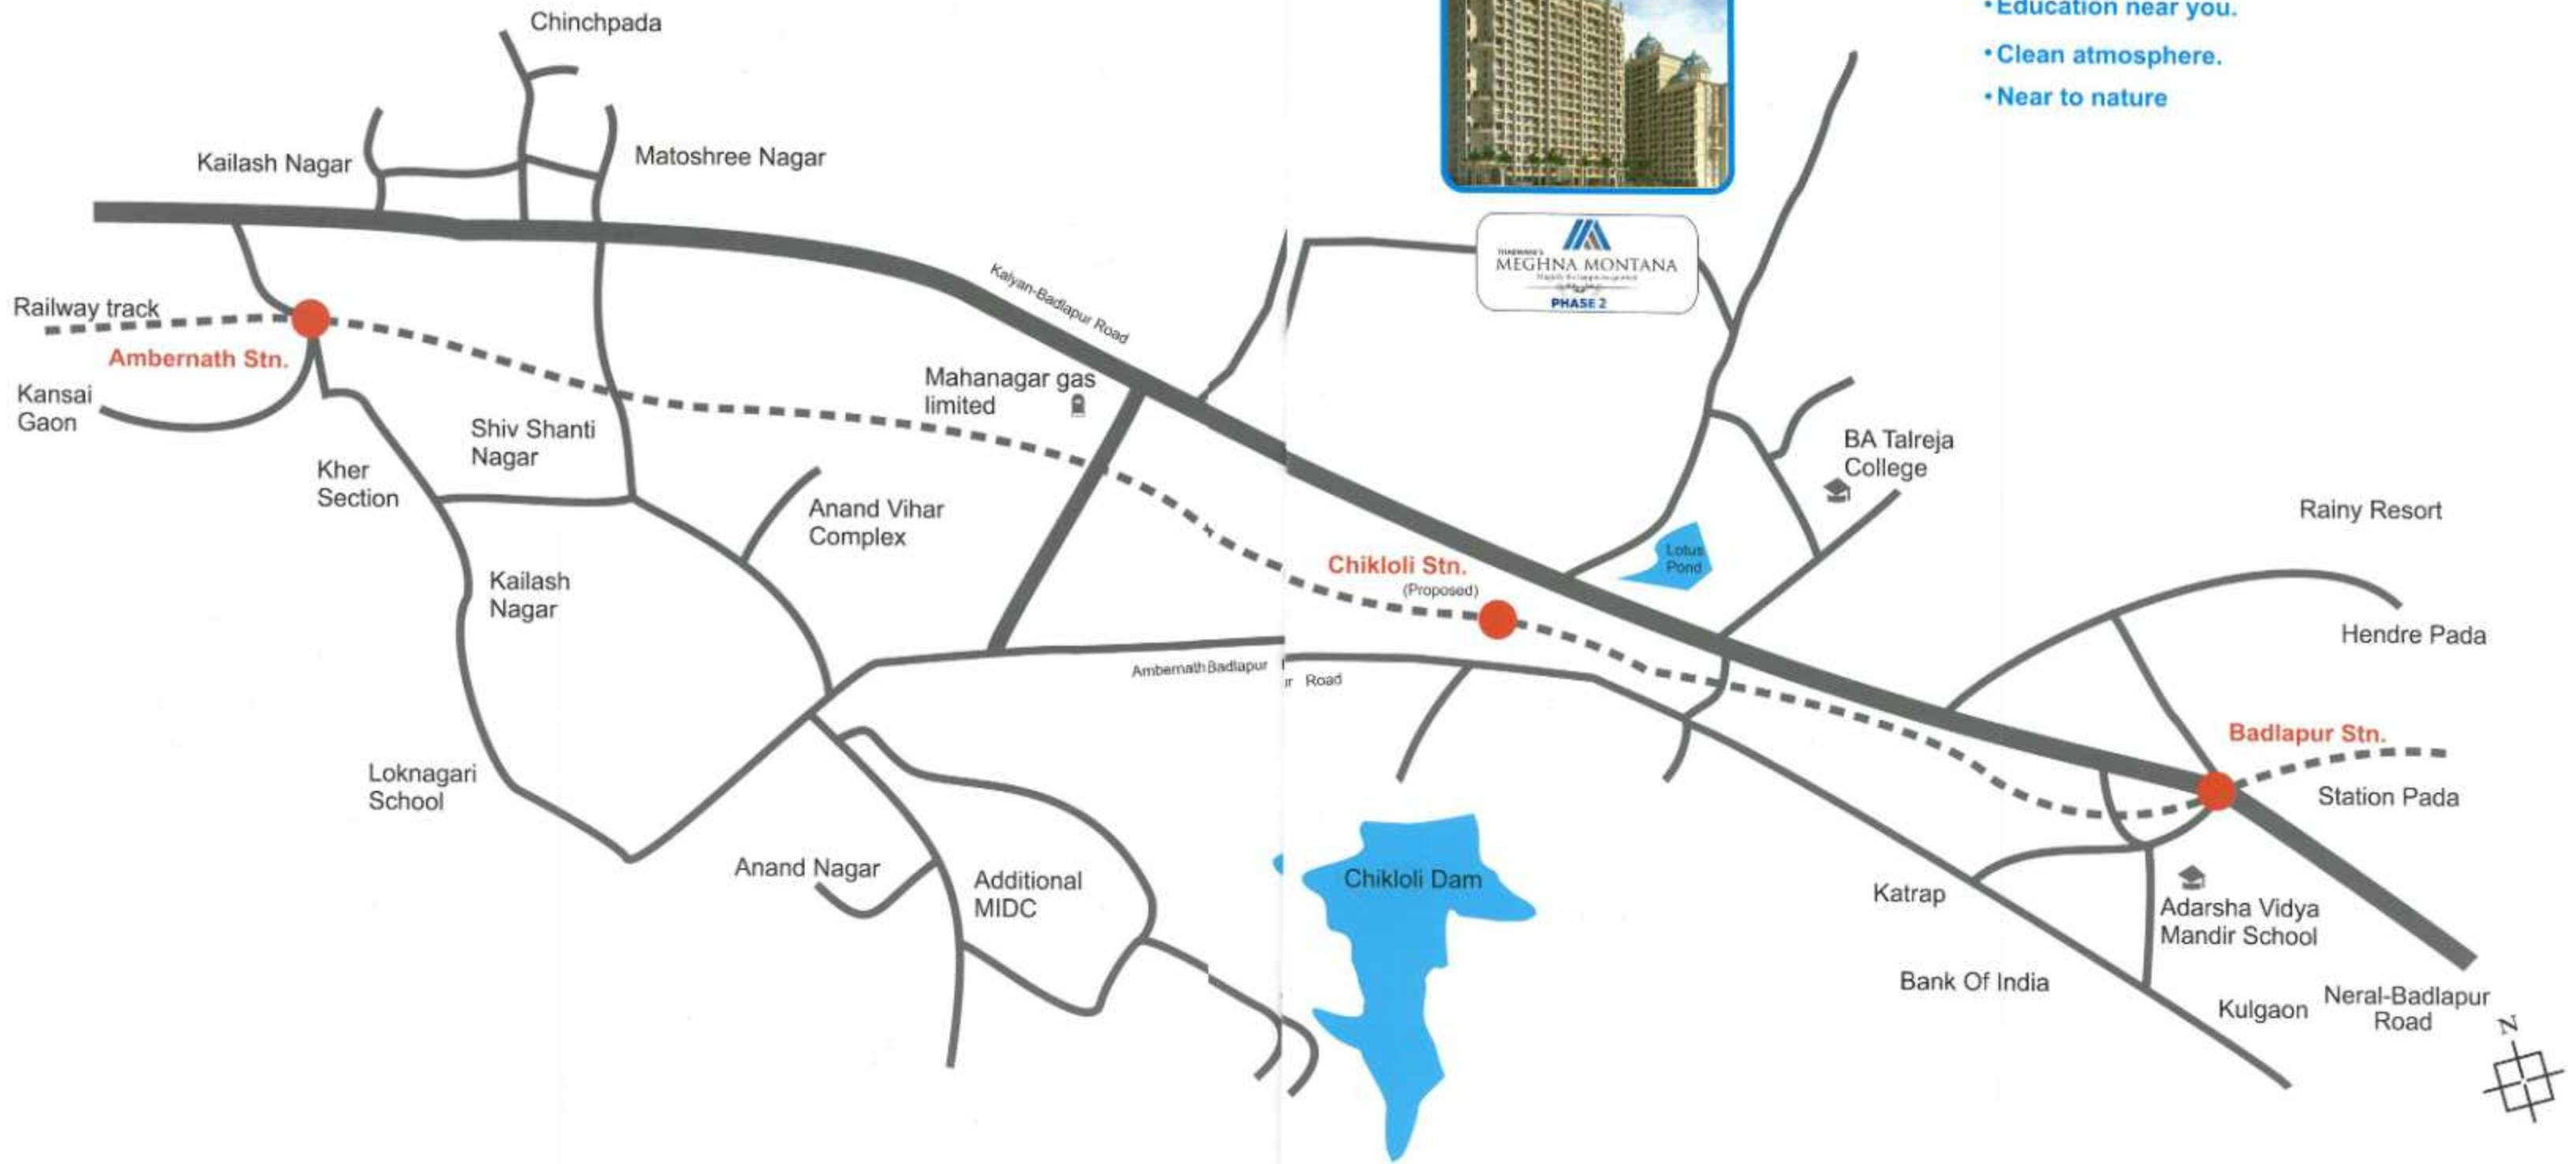 Chinchpada
• Education near you.
• Clean atmosphere.
• Near to nature
Kailash Nagar
Matoshree Nagar
THARWANI'S
MEGHNA MONTANA
PHASE 2
Kalyan-Badlapur Road
Railway track
Ambernath Stn.
Kansai
Gaon
Mahanagar gas
limited
Shiv Shanti
Nagar
Kher
Section
BA Talreja
College
Anand Vihar
Complex
Rainy Resort
Lotus
Pond
Chikloli Stn.
(Proposed)
Kailash
Nagar
Hendre Pada
Ambernath Badlapur
ur Road
Badlapur Stn.
Station Pada
Loknagari
School
Anand Nagar
Additional
MIDC
Chikloli Dam
Katrap
Adarsha Vidya
Mandir School
Bank Of India
Kulgaon
Neral-Badlapur
Road
N